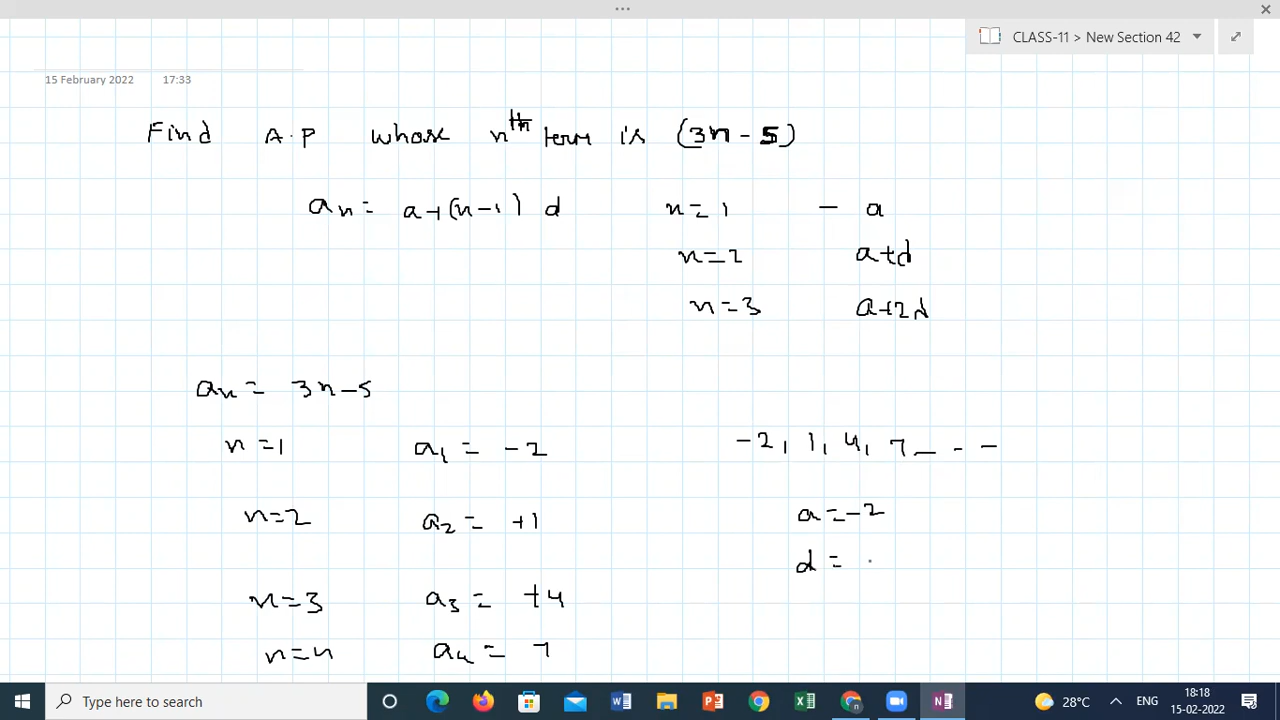 ...
CLASS-11 > New Section 42
15 February 2022 17:33
Find A.P whose nth term is (3n - 5)
an = a+(n-1) d n=1 - a
n=2 a+d
n=3 a+2d
an = 3n-5
n=1 a1 = -2 -2, 1, 4, 7_ - -
n=2 a2 = +1 a=-2
d =
n=3 a3 = +4
n=4 a4 = 7
Type here to search
28°C ENG 18:18
15-02-2022